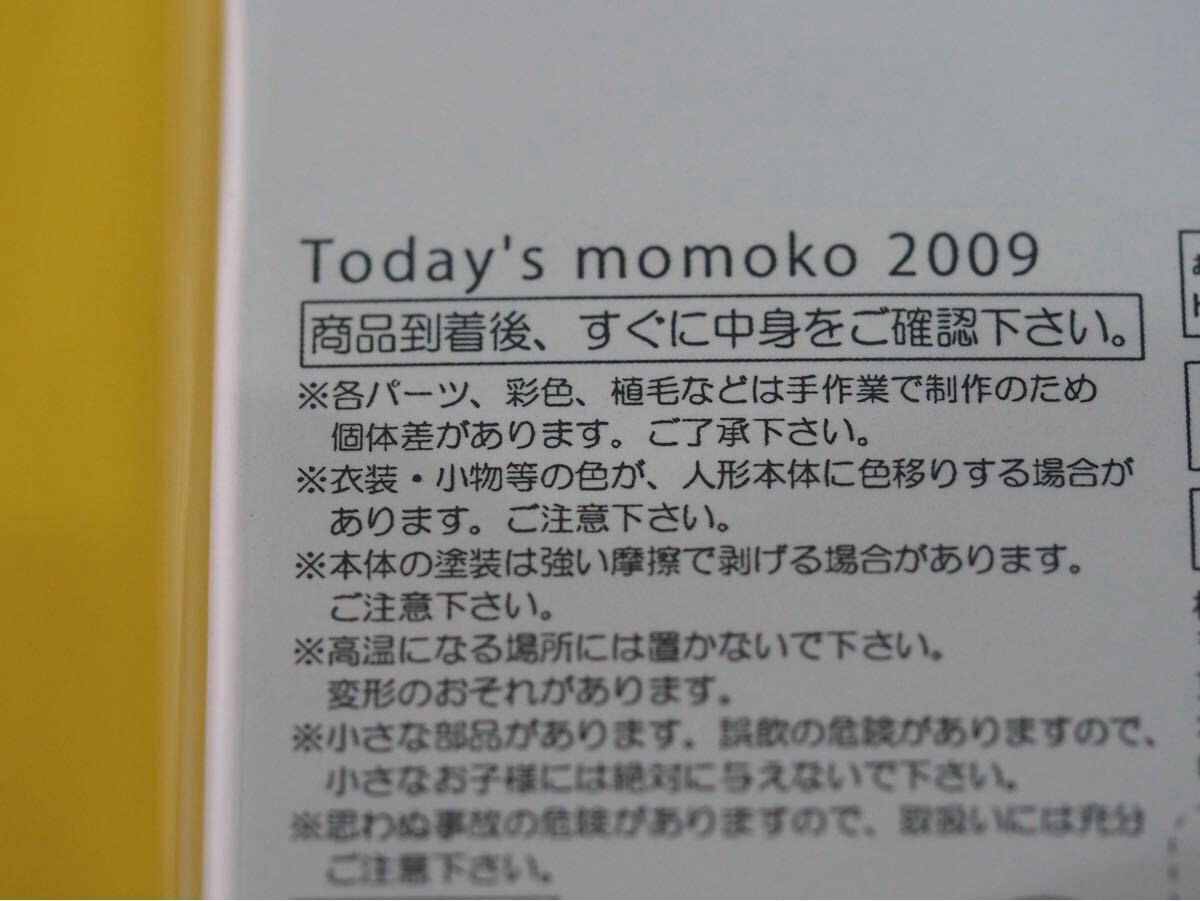 Today's momoko 2009
商品到着後、すぐに中身をご確認下さい。
※各パーツ、彩色、植毛などは手作業で制作のため
個体差があります。ご了承下さい。
※衣装・小物等の色が、人形本体に色移りする場合が
あります。ご注意下さい。
※本体の塗装は強い摩擦で剥げる場合があります。
ご注意下さい。
※高温になる場所には置かないで下さい。
変形のおそれがあります。
※小さな部品があります。誤飲の危険がありますので、
小さなお子様には絶対に与えないで下さい。
※思わぬ事故の危険がありますので、取扱いには充分
ご注意下さい。